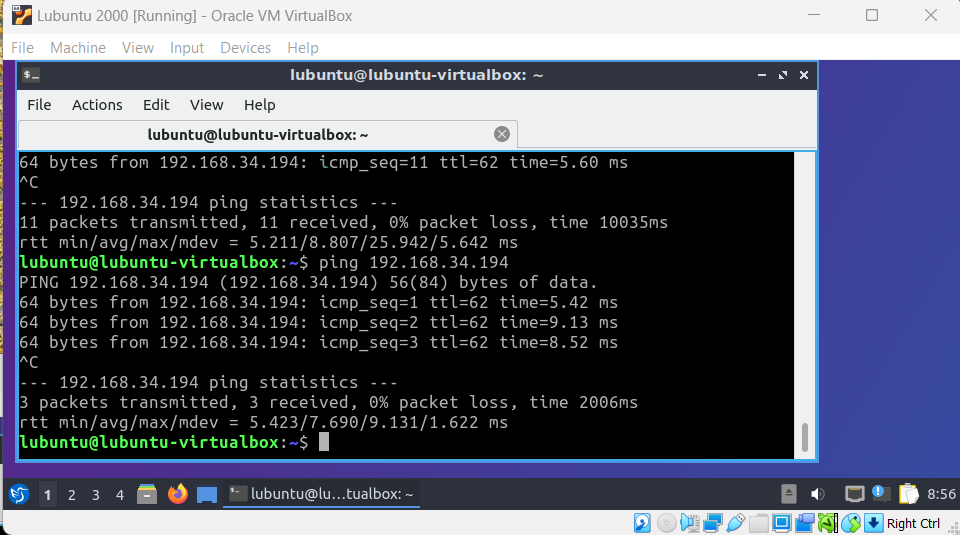 Lubuntu 2000 [Running] - Oracle VM VirtualBox
File Machine View Input Devices Help
lubuntu@lubuntu-virtualbox: ~
File Actions Edit View Help
lubuntu@lubuntu-virtualbox: ~
64 bytes from 192.168.34.194: icmp_seq=11 ttl=62 time=5.60 ms
^C
--- 192.168.34.194 ping statistics ---
11 packets transmitted, 11 received, 0% packet loss, time 10035ms
rtt min/avg/max/mdev = 5.211/8.807/25.942/5.642 ms
lubuntu@lubuntu-virtualbox:~$ ping 192.168.34.194
PING 192.168.34.194 (192.168.34.194) 56(84) bytes of data.
64 bytes from 192.168.34.194: icmp_seq=1 ttl=62 time=5.42 ms
64 bytes from 192.168.34.194: icmp_seq=2 ttl=62 time=9.13 ms
64 bytes from 192.168.34.194: icmp_seq=3 ttl=62 time=8.52 ms
^C
--- 192.168.34.194 ping statistics ---
3 packets transmitted, 3 received, 0% packet loss, time 2006ms
rtt min/avg/max/mdev = 5.423/7.690/9.131/1.622 ms
lubuntu@lubuntu-virtualbox:~$
1 2 3 4 lubuntu@lu…tualbox: ~ 8:56
Right Ctrl